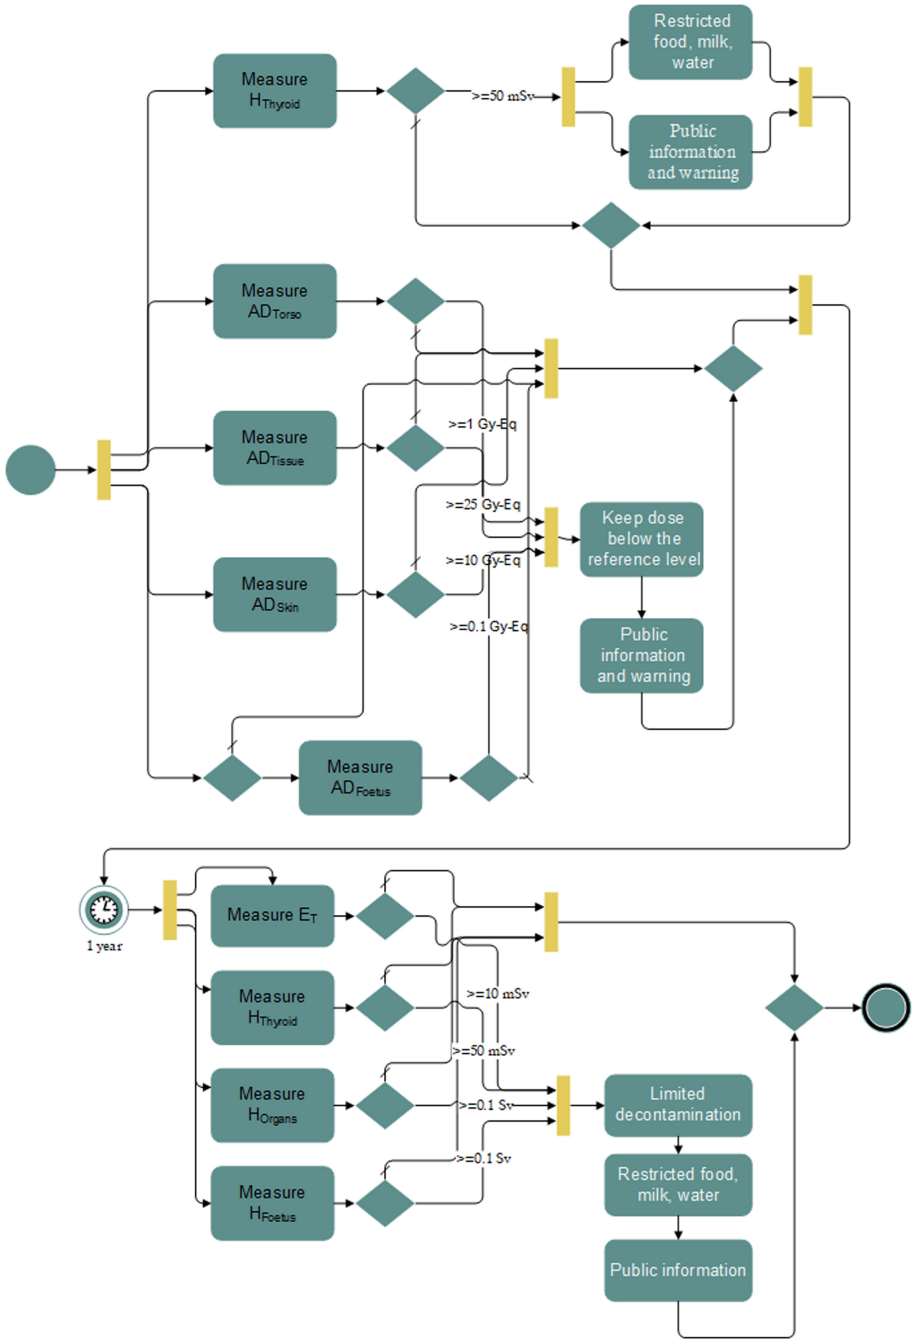 Restricted
food, milk,
water
Measure
HThyroid
>=50 mSv
Public
information
and warning
Measure
ADTorso
>=1 Gy-Eq
Measure
ADTissue
>=25 Gy-Eq
Keep dose
below the
reference level
>=10 Gy-Eq
Measure
ADSkin
>=0.1 Gy-Eq
Public
information
and warning
Measure
ADFoetus
1 year
Measure ET
>=10 mSv
Measure
HThyroid
>=50 mSv
Measure
HOrgans
>=0.1 Sv
Limited
decontamination
>=0.1 Sv
Restricted food,
milk, water
Measure
HFoetus
Public information